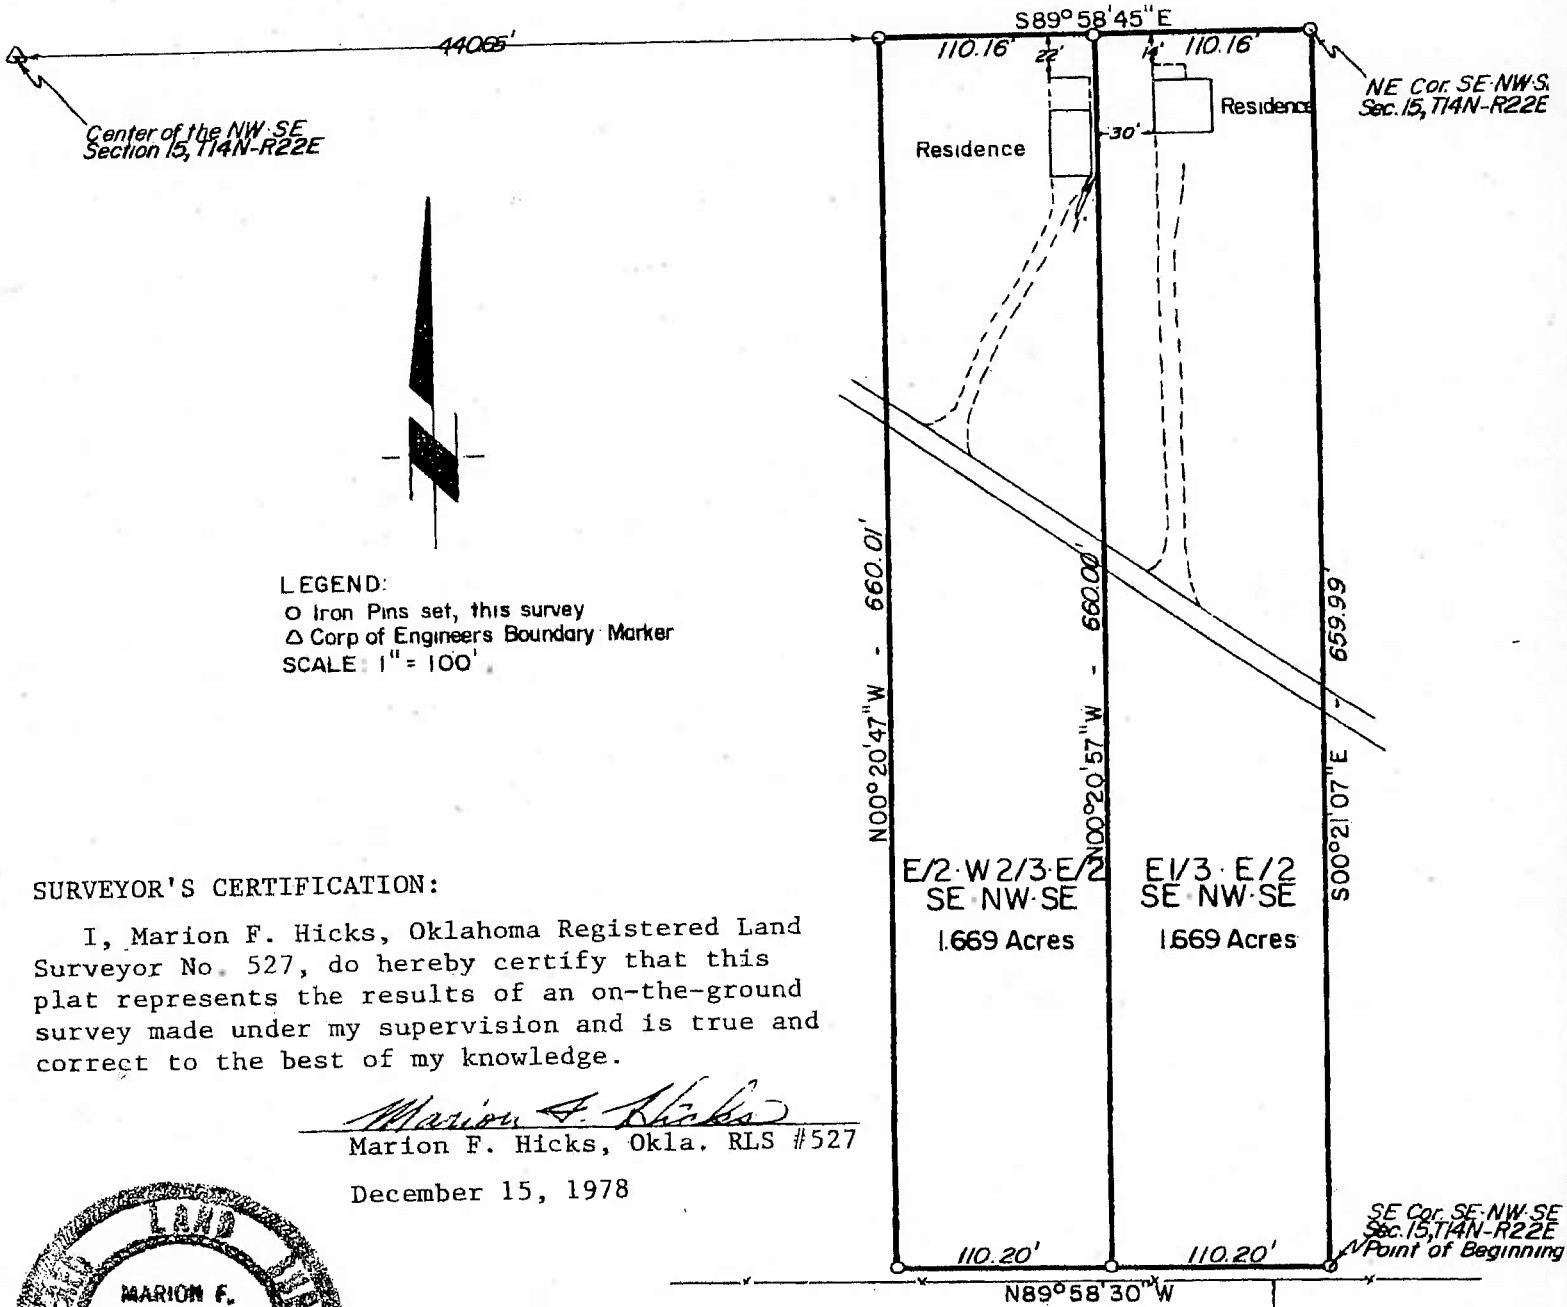 S89°58'45"E
440.65'
110.16'
22'
14'
110.16'
NE Cor. SE·NW·S
Sec. 15, T14N-R22E
Center of the NW·SE
Section 15, T14N-R22E
Residence
Residence
30'
LEGEND:
O Iron Pins set, this survey
△ Corp of Engineers Boundary Marker
SCALE: 1" = 100'
N00°20'47"W - 660.01'
N00°20'57"W - 660.00'
S00°21'07"E - 659.99'
E/2·W 2/3·E/2
SE·NW·SE
1.669 Acres
E1/3·E/2
SE·NW·SE
1.669 Acres
SURVEYOR'S CERTIFICATION:
I, Marion F. Hicks, Oklahoma Registered Land
Surveyor No. 527, do hereby certify that this
plat represents the results of an on-the-ground
survey made under my supervision and is true and
correct to the best of my knowledge.
Marion F. Hicks
Marion F. Hicks, Okla. RLS #527
December 15, 1978
LAND
MARION F.
SE Cor. SE·NW·SE
Sec. 15, T14N-R22E
Point of Beginning
110.20'
110.20'
N89°58'30"W